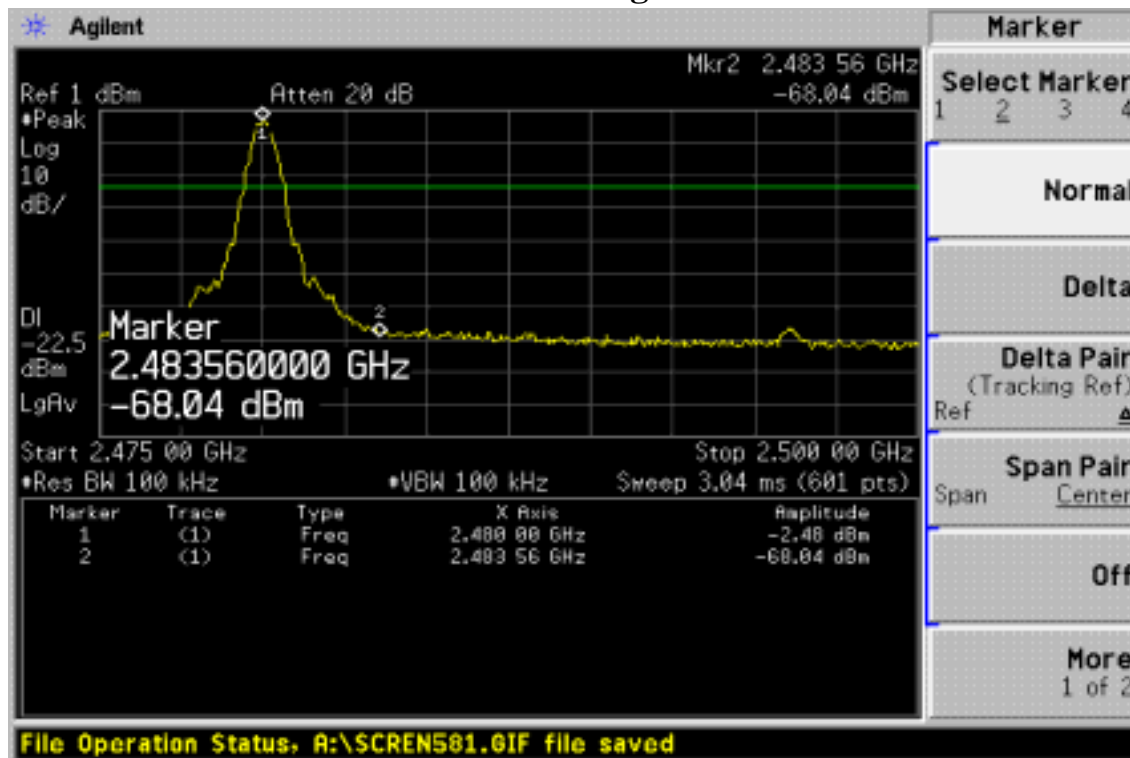 Agilent
Marker
Mkr2 2.483 56 GHz
Ref 1 dBm Atten 20 dB -68.04 dBm
#Peak
Log
10
dB/
1
2
DI
-22.5
dBm
LgAv
Marker
2.483560000 GHz
-68.04 dBm
Start 2.475 00 GHz Stop 2.500 00 GHz
#Res BW 100 kHz #VBW 100 kHz Sweep 3.04 ms (601 pts)
Marker Trace Type X Axis Amplitude
1 (1) Freq 2.480 00 GHz -2.48 dBm
2 (1) Freq 2.483 56 GHz -68.04 dBm
Select Marker
1 2 3 4
Normal
Delta
Delta Pair
(Tracking Ref)
Ref Δ
Span Pair
Span Center
Off
More
1 of 2
File Operation Status, A:\SCREN581.GIF file saved